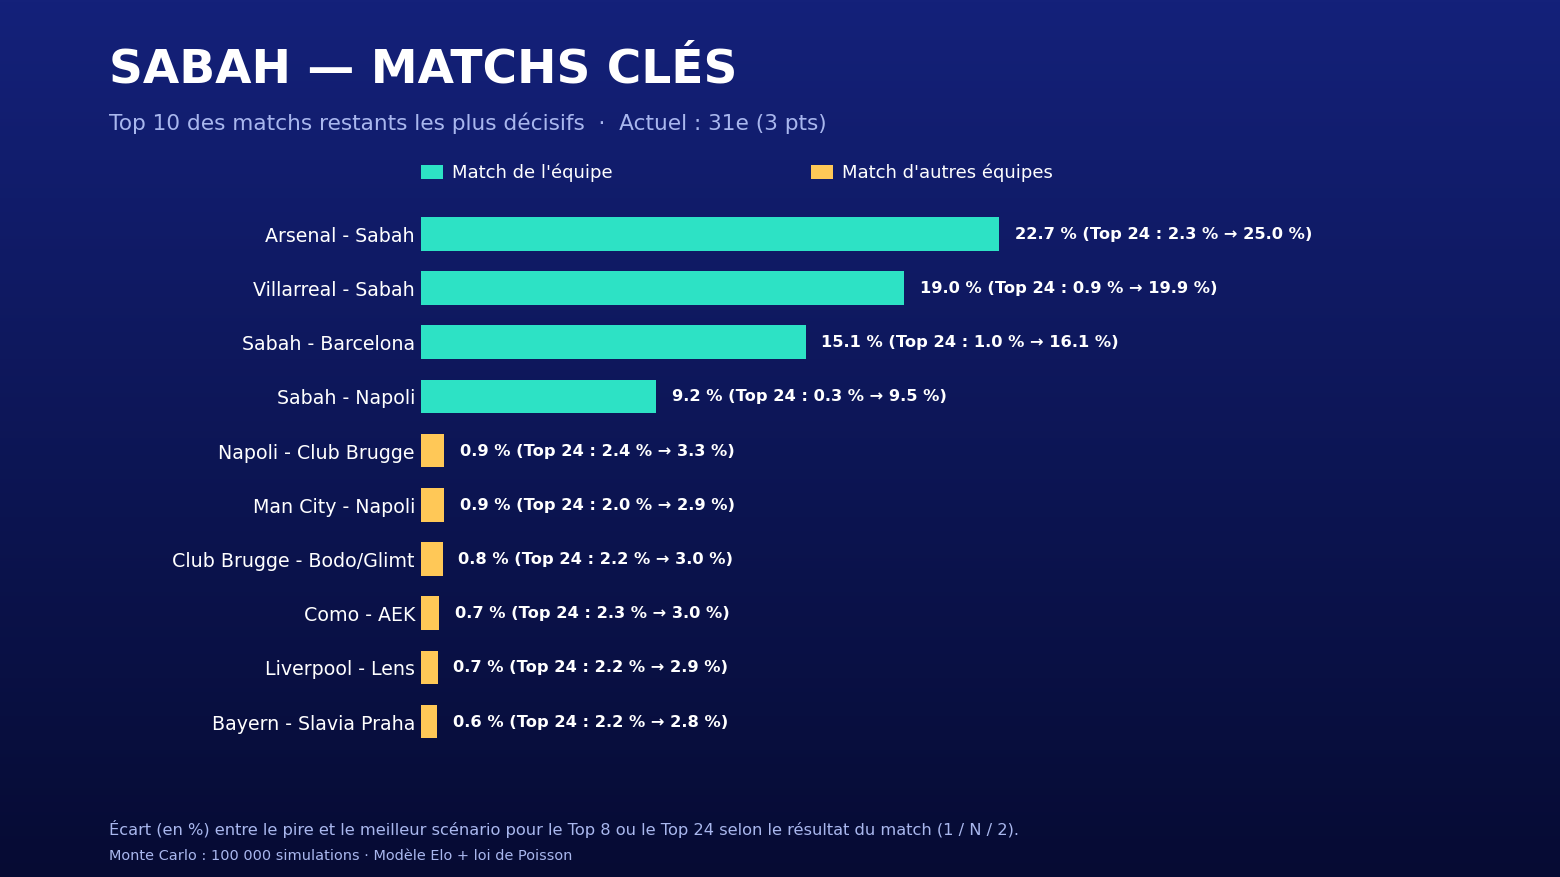 SABAH — MATCHS CLÉS
Top 10 des matchs restants les plus décisifs · Actuel : 31e (3 pts)
Match de l'équipe
Match d'autres équipes
Arsenal - Sabah 22.7 % (Top 24 : 2.3 % → 25.0 %)
Villarreal - Sabah 19.0 % (Top 24 : 0.9 % → 19.9 %)
Sabah - Barcelona 15.1 % (Top 24 : 1.0 % → 16.1 %)
Sabah - Napoli 9.2 % (Top 24 : 0.3 % → 9.5 %)
Napoli - Club Brugge 0.9 % (Top 24 : 2.4 % → 3.3 %)
Man City - Napoli 0.9 % (Top 24 : 2.0 % → 2.9 %)
Club Brugge - Bodo/Glimt 0.8 % (Top 24 : 2.2 % → 3.0 %)
Como - AEK 0.7 % (Top 24 : 2.3 % → 3.0 %)
Liverpool - Lens 0.7 % (Top 24 : 2.2 % → 2.9 %)
Bayern - Slavia Praha 0.6 % (Top 24 : 2.2 % → 2.8 %)
Écart (en %) entre le pire et le meilleur scénario pour le Top 8 ou le Top 24 selon le résultat du match (1 / N / 2).
Monte Carlo : 100 000 simulations · Modèle Elo + loi de Poisson